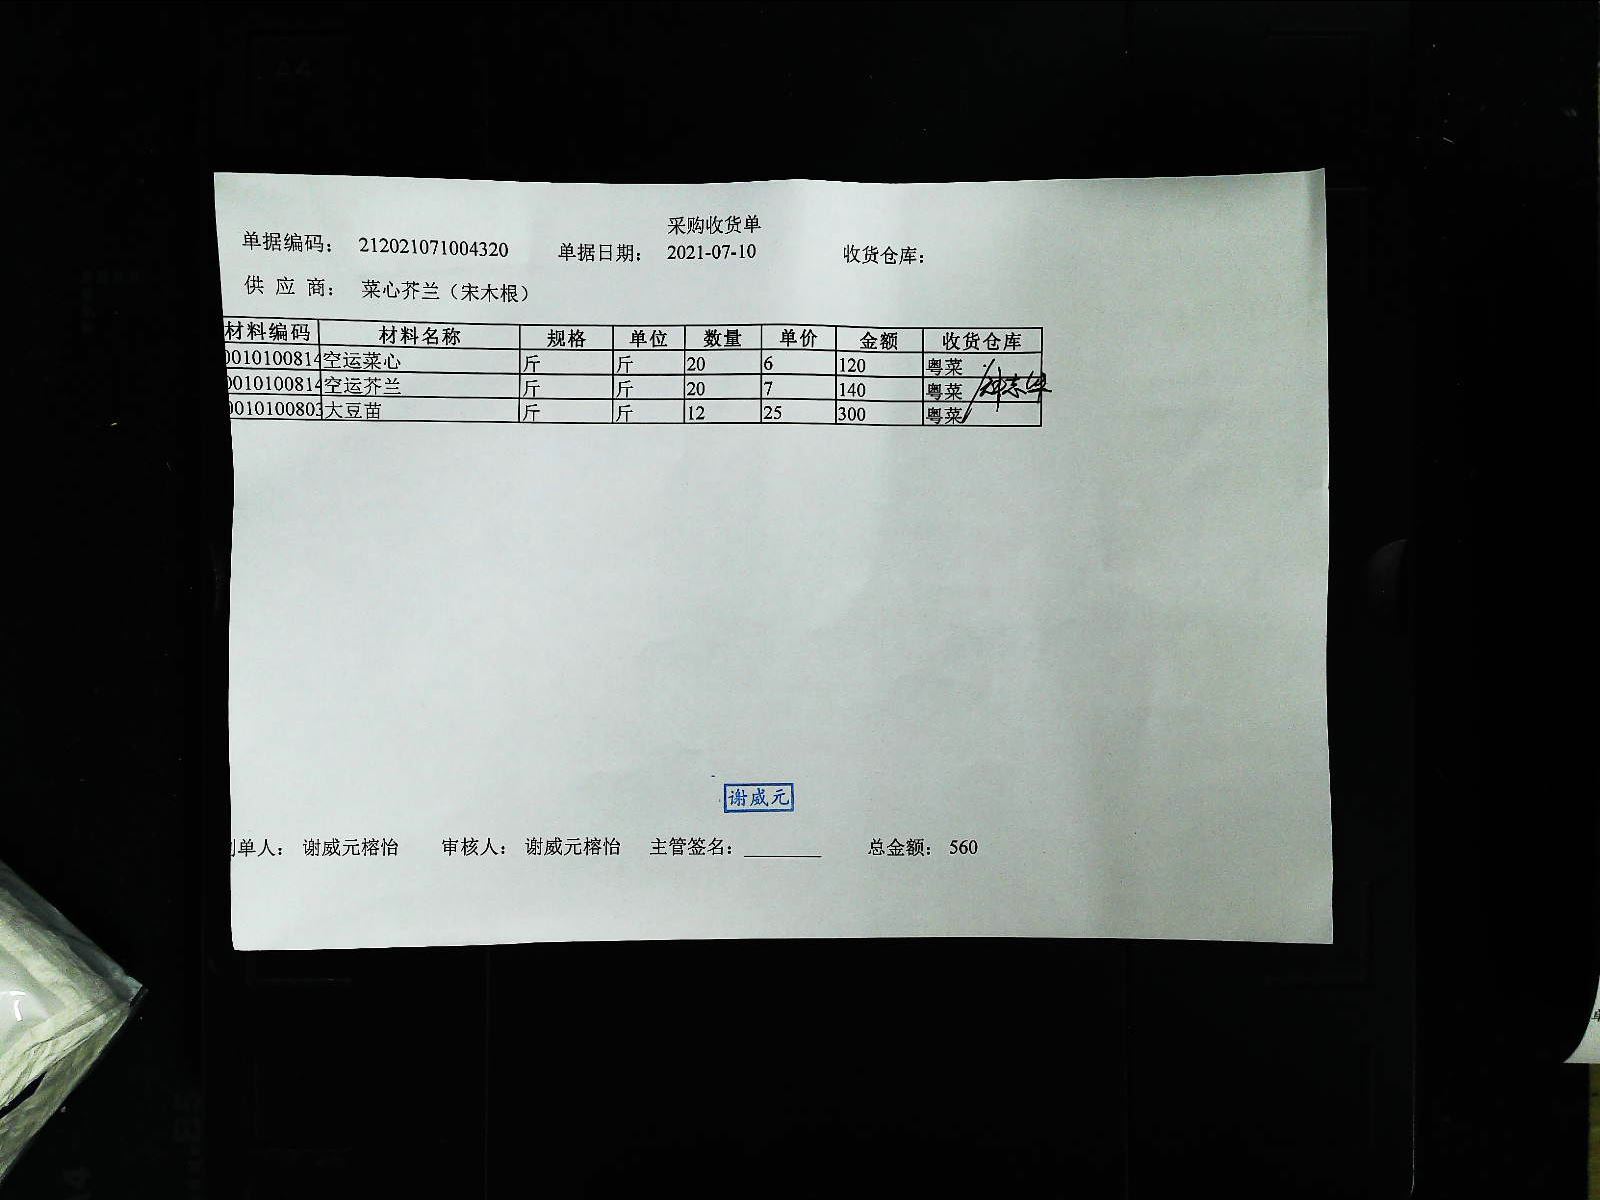 采购收货单
单据编码： 212021071004320 单据日期： 2021-07-10 收货仓库：
供 应 商： 菜心芥兰（宋木根）
材料编码 材料名称 规格 单位 数量 单价 金额 收货仓库
0010100814 空运菜心 斤 斤 20 6 120 粤菜
0010100814 空运芥兰 斤 斤 20 7 140 粤菜
0010100803 大豆苗 斤 斤 12 25 300 粤菜
谢威元
制单人： 谢威元榕怡 审核人： 谢威元榕怡 主管签名： 总金额： 560